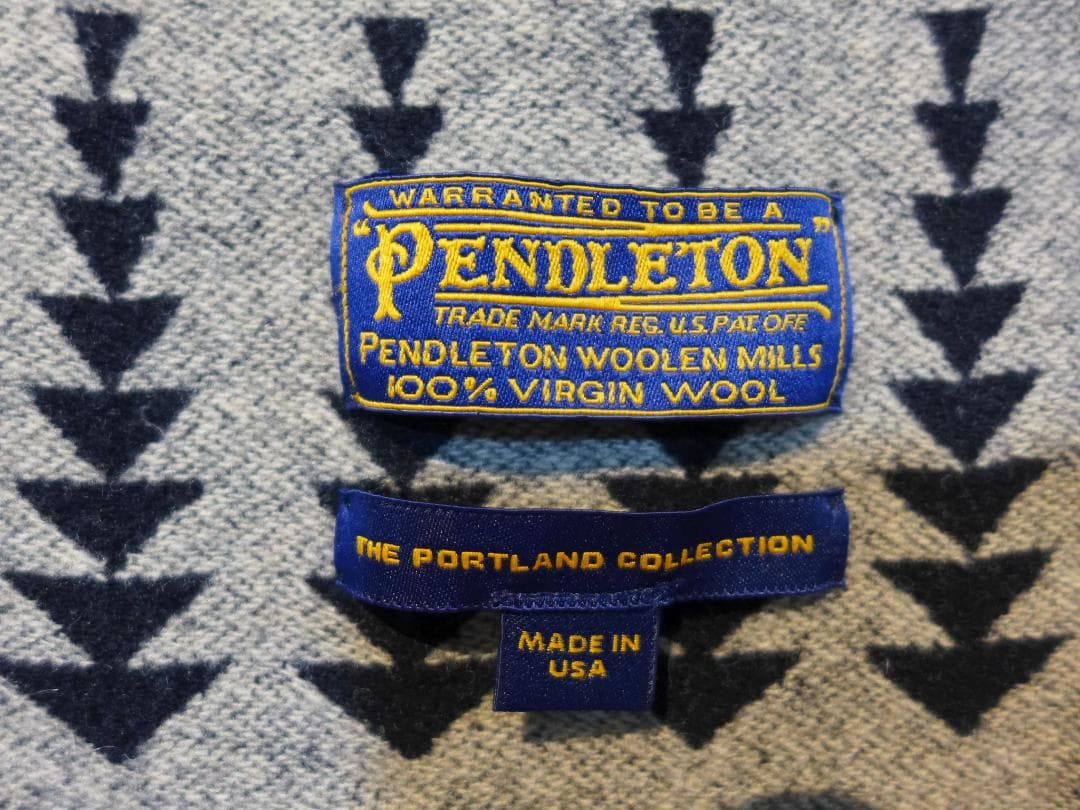 WARRANTED TO BE A
"PENDLETON"
TRADE MARK REG. U.S. PAT. OFF.
PENDLETON WOOLEN MILLS
100% VIRGIN WOOL
THE PORTLAND COLLECTION
MADE IN
USA